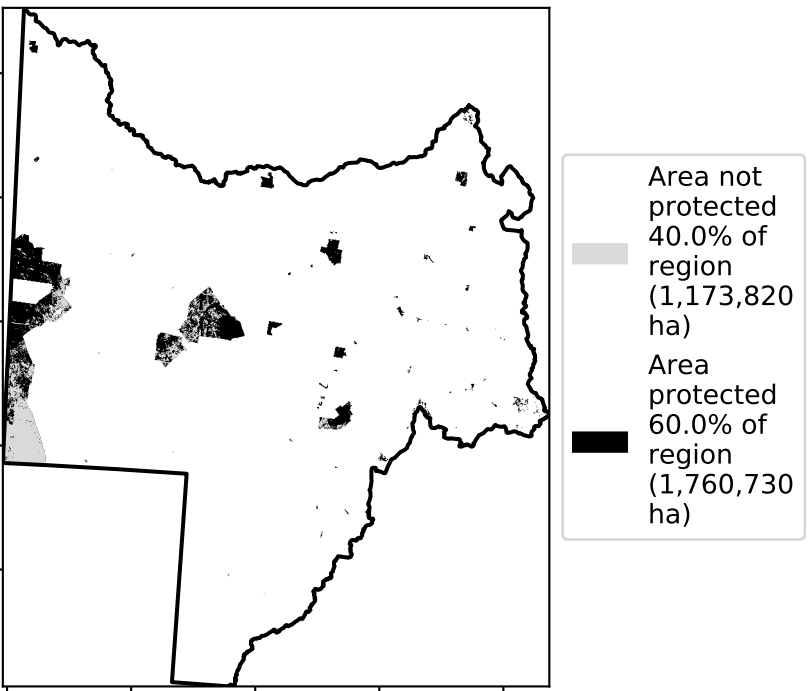 Area not
protected
40.0% of
region
(1,173,820
ha)
Area
protected
60.0% of
region
(1,760,730
ha)